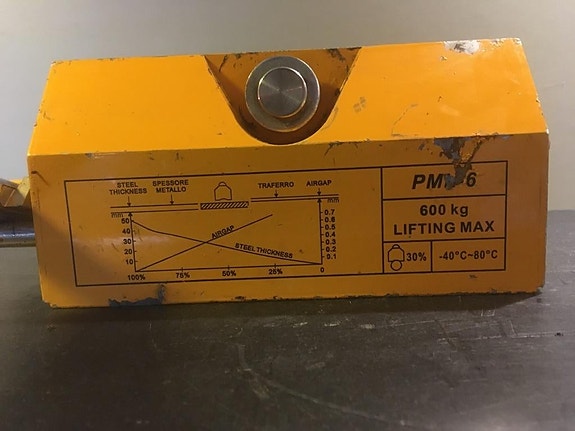 STEEL THICKNESS
SPESSORE METALLO
TRAFERRO
AIRGAP
mm
mm
50
40
30
20
10
0.7
0.6
0.5
0.4
0.3
0.2
0.1
AIRGAP
STEEL THICKNESS
100%
75%
50%
25%
0
600 kg
LIFTING MAX
30%
-40°C~80°C